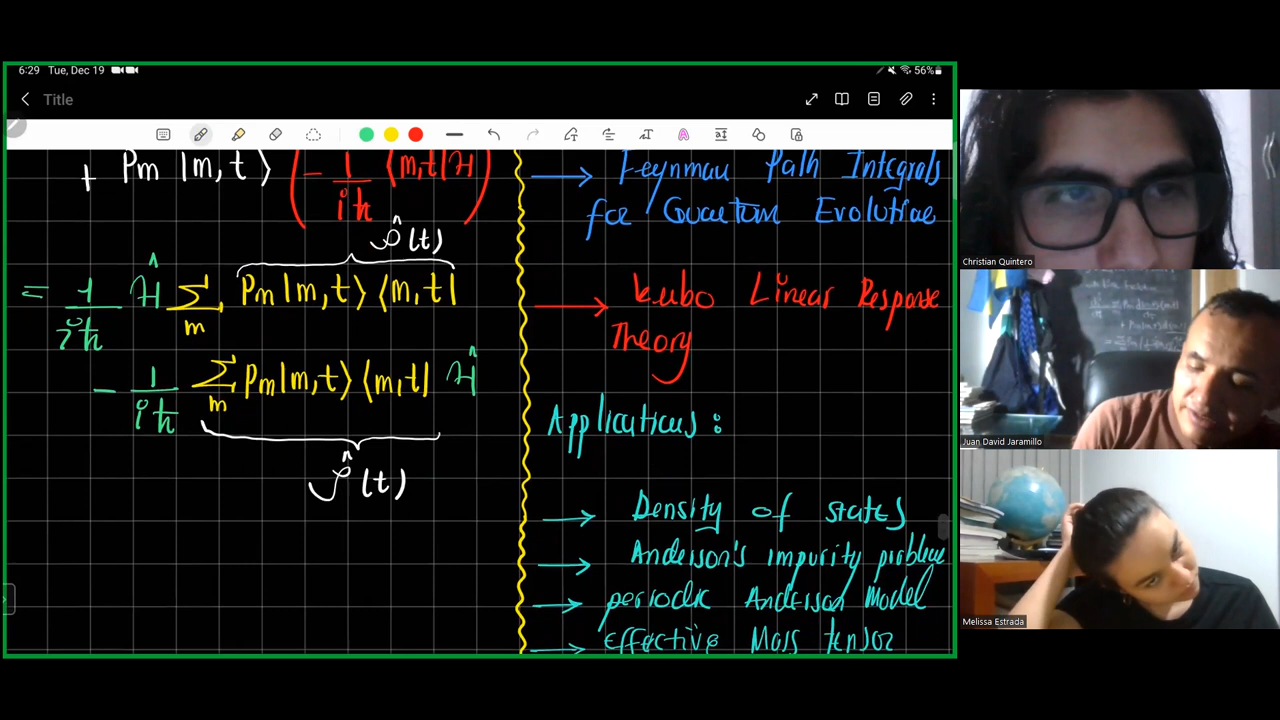 6:29 Tue, Dec 19
56%
Title
+ Pm |m,t⟩ (- 1/iħ ⟨m,t|Ĥ)
ρ̂(t)
= 1/iħ Ĥ Σm Pm|m,t⟩⟨m,t|
- 1/iħ Σm Pm|m,t⟩⟨m,t| Ĥ
ρ̂(t)
→ Feynman Path Integrals
for Quantum Evolution
→ Kubo Linear Response
Theory
Applications:
→ Density of states
→ Anderson's impurity problem
→ periodic Anderson Model
→ effective Mass tensor
Christian Quintero
Juan David Jaramillo
Melissa Estrada